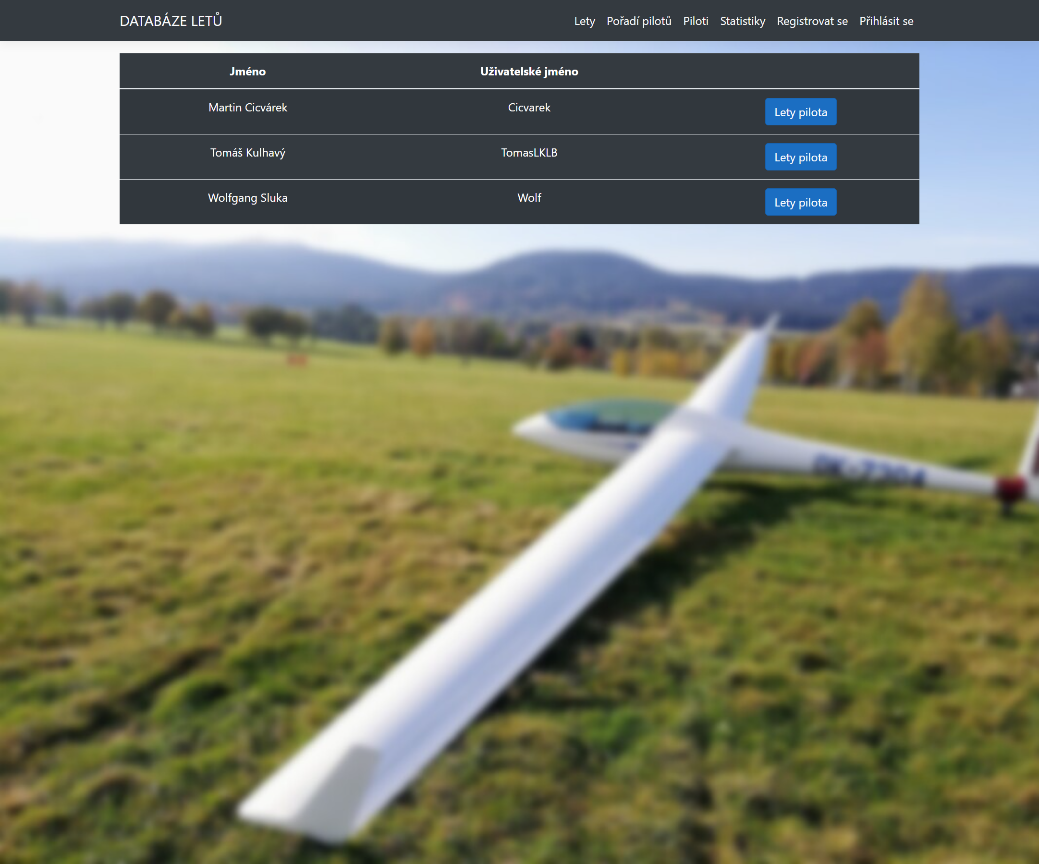 DATABÁZE LETŮ Lety Pořadí pilotů Piloti Statistiky Registrovat se Přihlásit se
Jméno Uživatelské jméno
Martin Cicvárek Cicvarek Lety pilota
Tomáš Kulhavý TomasLKLB Lety pilota
Wolfgang Sluka Wolf Lety pilota